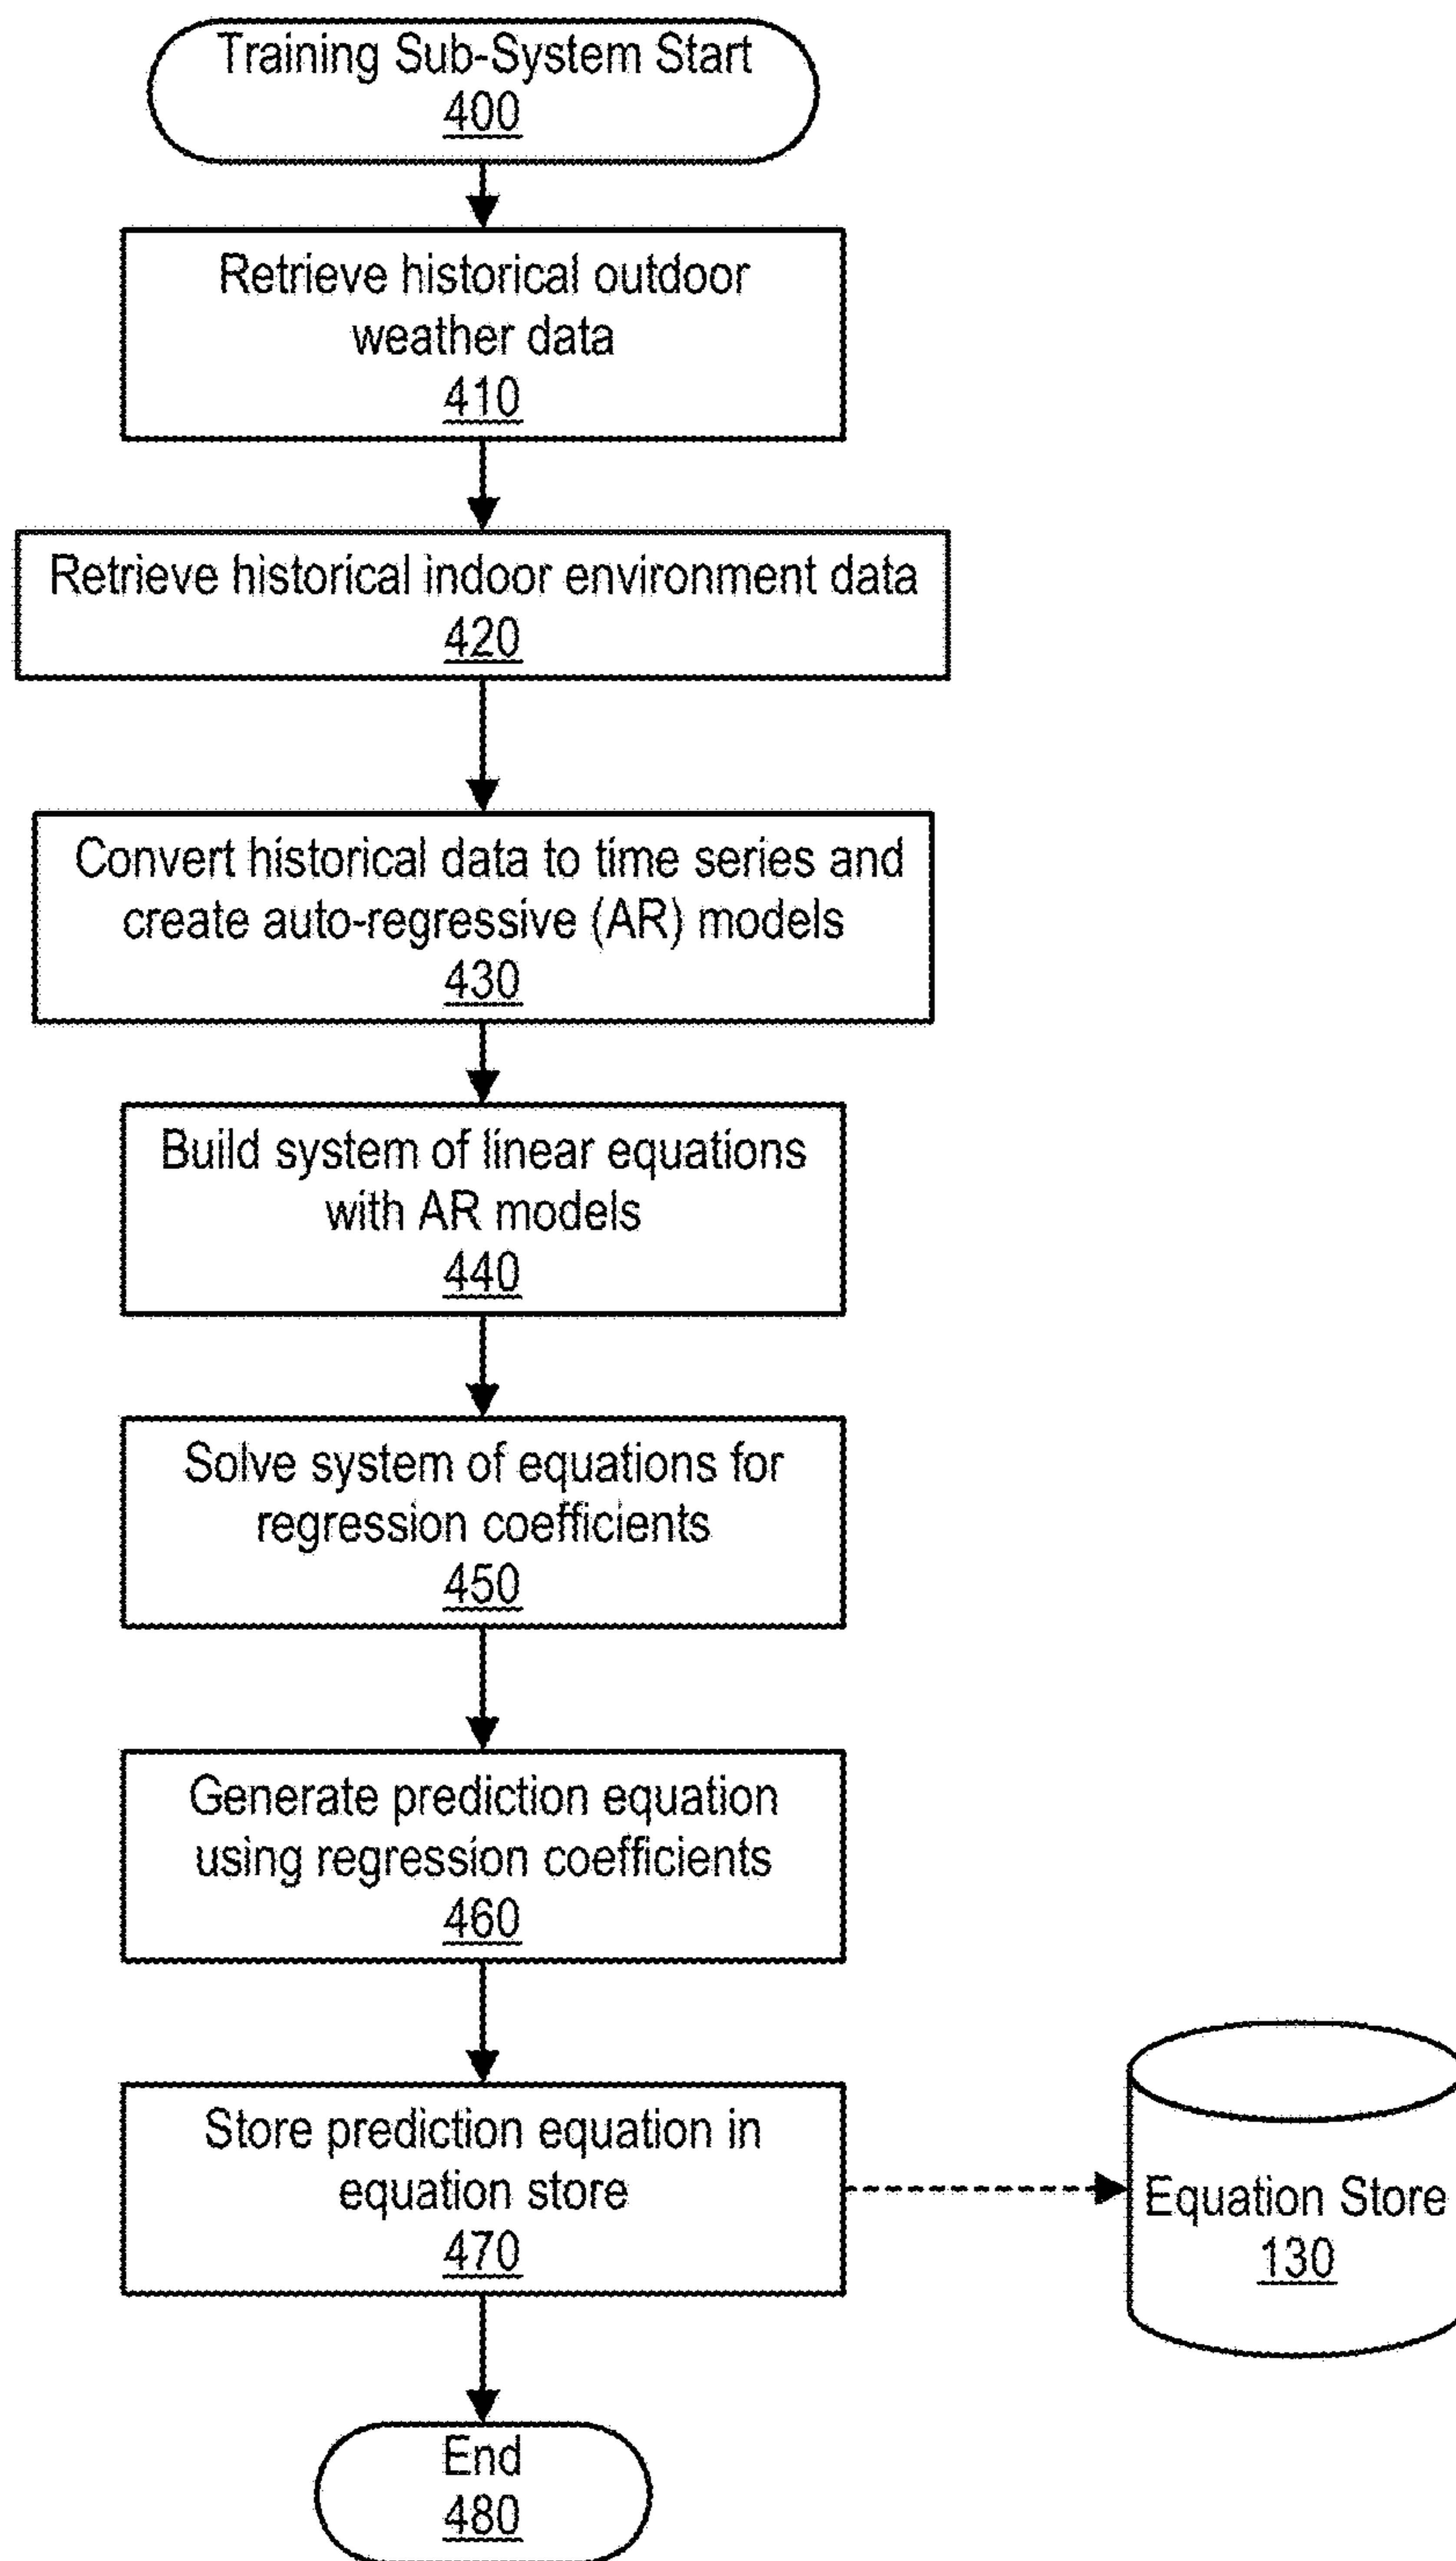 Training Sub-System Start
400
Retrieve historical outdoor
weather data
410
Retrieve historical indoor environment data
420
Convert historical data to time series and
create auto-regressive (AR) models
430
Build system of linear equations
with AR models
440
Solve system of equations for
regression coefficients
450
Generate prediction equation
using regression coefficients
460
Store prediction equation in
equation store
470
Equation Store
130
End
480